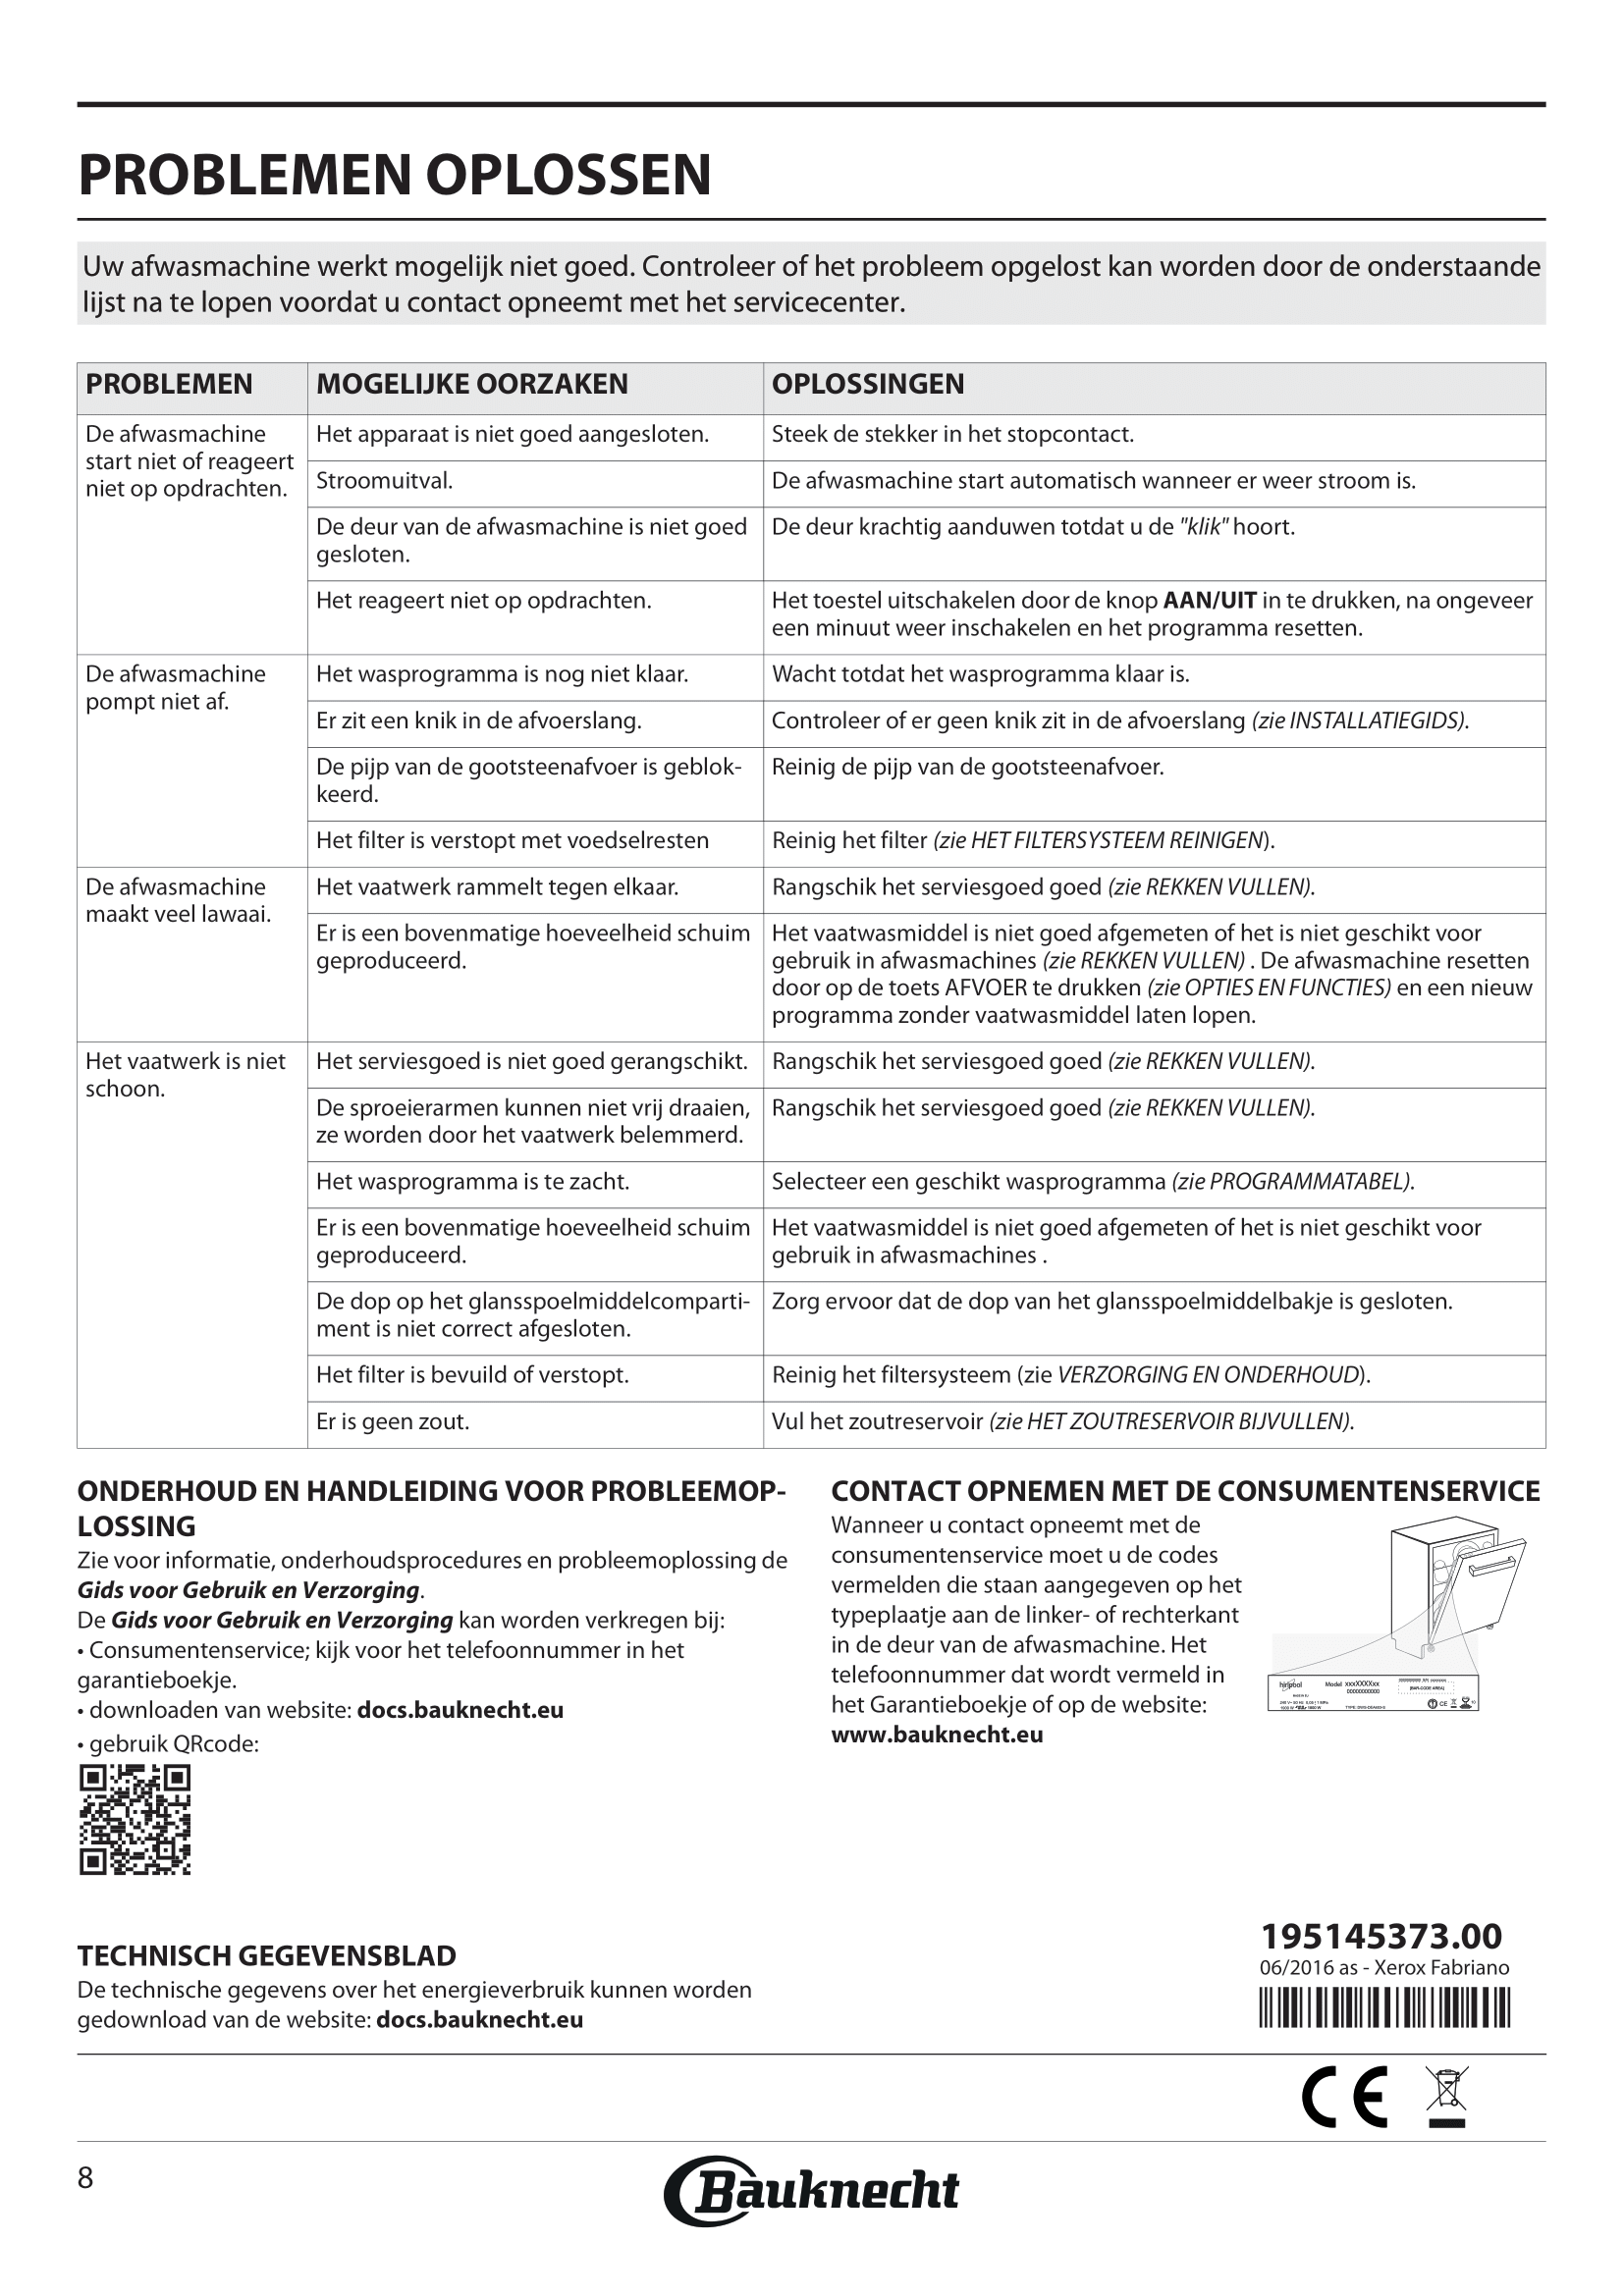 PROBLEMEN OPLOSSEN
Uw afwasmachine werkt mogelijk niet goed. Controleer of het probleem opgelost kan worden door de onderstaande
lijst na te lopen voordat u contact opneemt met het servicecenter.
PROBLEMEN MOGELIJKE OORZAKEN OPLOSSINGEN
De afwasmachine
start niet of reageert
niet op opdrachten.
Het apparaat is niet goed aangesloten.
Steek de stekker in het stopcontact.
Stroomuitval.
De afwasmachine start automatisch wanneer er weer stroom is.
De deur van de afwasmachine is niet goed
gesloten.
De deur krachtig aanduwen totdat u de "klik" hoort.
Het reageert niet op opdrachten.
Het toestel uitschakelen door de knop AAN/UIT in te drukken, na ongeveer
een minuut weer inschakelen en het programma resetten.
De afwasmachine
pompt niet af.
Het wasprogramma is nog niet klaar.
Wacht totdat het wasprogramma klaar is.
Er zit een knik in de afvoerslang.
Controleer of er geen knik zit in de afvoerslang (zie INSTALLATIEGIDS).
De pijp van de gootsteenafvoer is geblok-
keerd.
Reinig de pijp van de gootsteenafvoer.
Het filter is verstopt met voedselresten
Reinig het filter (zie HET FILTERSYSTEEM REINIGEN).
De afwasmachine
maakt veel lawaai.
Het vaatwerk rammelt tegen elkaar.
Rangschik het serviesgoed goed (zie REKKEN VULLEN).
Er is een bovenmatige hoeveelheid schuim
geproduceerd.
Het vaatwasmiddel is niet goed afgemeten of het is niet geschikt voor
gebruik in afwasmachines (zie REKKEN VULLEN) . De afwasmachine resetten
door op de toets AFVOER te drukken (zie OPTIES EN FUNCTIES) en een nieuw
programma zonder vaatwasmiddel laten lopen.
Het vaatwerk is niet
schoon.
Het serviesgoed is niet goed gerangschikt.
Rangschik het serviesgoed goed (zie REKKEN VULLEN).
De sproeierarmen kunnen niet vrij draaien,
ze worden door het vaatwerk belemmerd.
Rangschik het serviesgoed goed (zie REKKEN VULLEN).
Het wasprogramma is te zacht.
Selecteer een geschikt wasprogramma (zie PROGRAMMATABEL).
Er is een bovenmatige hoeveelheid schuim
geproduceerd.
Het vaatwasmiddel is niet goed afgemeten of het is niet geschikt voor
gebruik in afwasmachines .
De dop op het glansspoelmiddelcomparti-
ment is niet correct afgesloten.
Zorg ervoor dat de dop van het glansspoelmiddelbakje is gesloten.
Het filter is bevuild of verstopt.
Reinig het filtersysteem (zie VERZORGING EN ONDERHOUD).
Er is geen zout.
Vul het zoutreservoir (zie HET ZOUTRESERVOIR BIJVULLEN).
ONDERHOUD EN HANDLEIDING VOOR PROBLEEMOP-
LOSSING
Zie voor informatie, onderhoudsprocedures en probleemoplossing de
Gids voor Gebruik en Verzorging.
De Gids voor Gebruik en Verzorging kan worden verkregen bij:
• Consumentenservice; kijk voor het telefoonnummer in het
garantieboekje.
• downloaden van website: docs.bauknecht.eu
• gebruik QRcode:
CONTACT OPNEMEN MET DE CONSUMENTENSERVICE
Wanneer u contact opneemt met de
consumentenservice moet u de codes
vermelden die staan aangegeven op het
typeplaatje aan de linker- of rechterkant
in de deur van de afwasmachine. Het
telefoonnummer dat wordt vermeld in
het Garantieboekje of op de website:
www.bauknecht.eu
Model xxxXXXXxx
TECHNISCH GEGEVENSBLAD
De technische gegevens over het energieverbruik kunnen worden
gedownload van de website: docs.bauknecht.eu
195145373.00
06/2016 as - Xerox Fabriano
CE
8
Bauknecht